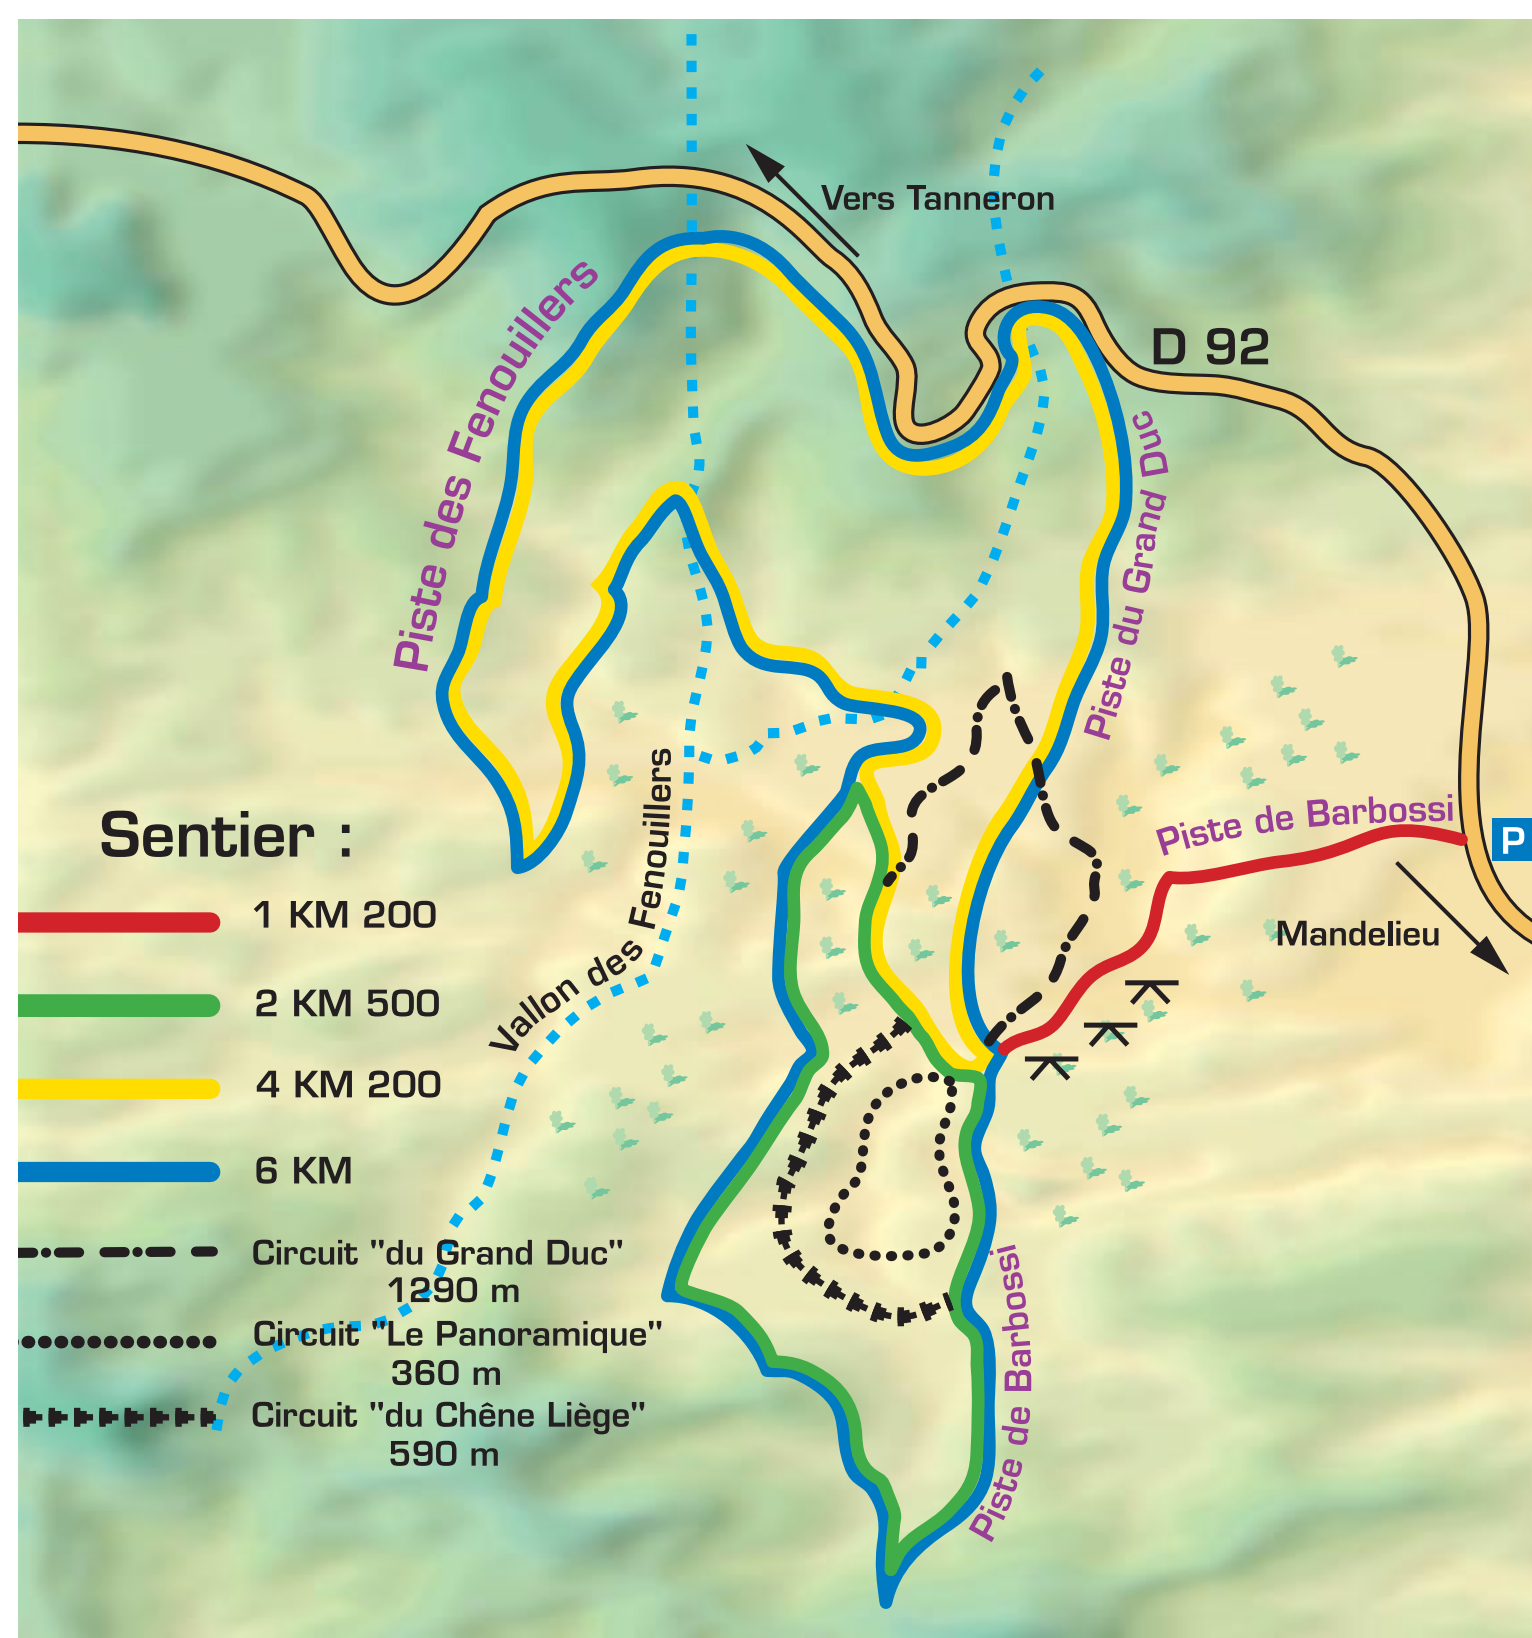 Vers Tanneron
D 92
Piste des Fenouillers
Piste du Grand Duc
Piste de Barbossi
P
Mandelieu
Vallon des Fenouillers
Piste de Barbossi
Sentier :
1 KM 200
2 KM 500
4 KM 200
6 KM
Circuit "du Grand Duc"
1290 m
Circuit "Le Panoramique"
360 m
Circuit "du Chêne Liège"
590 m